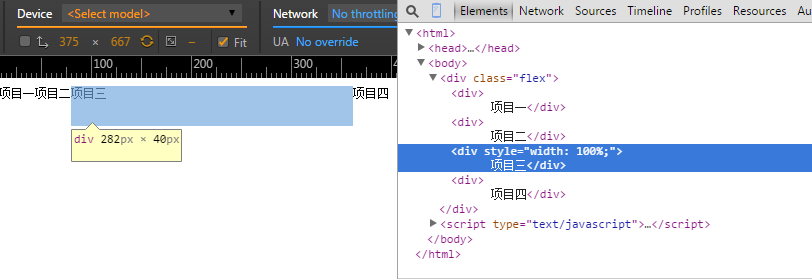 Device <Select model> ▼ Network No throttling
375 × 667 – Fit UA No override
100 200 300 4
项目一项目二项目三 项目四
div 282px × 40px
Elements Network Sources Timeline Profiles Resources Au
▼<html>
▶<head>…</head>
▼<body>
▼<div class="flex">
<div>
项目一</div>
<div>
项目二</div>
<div style="width: 100%;">
项目三</div>
<div>
项目四</div>
</div>
▶<script type="text/javascript">…</script>
</body>
</html>